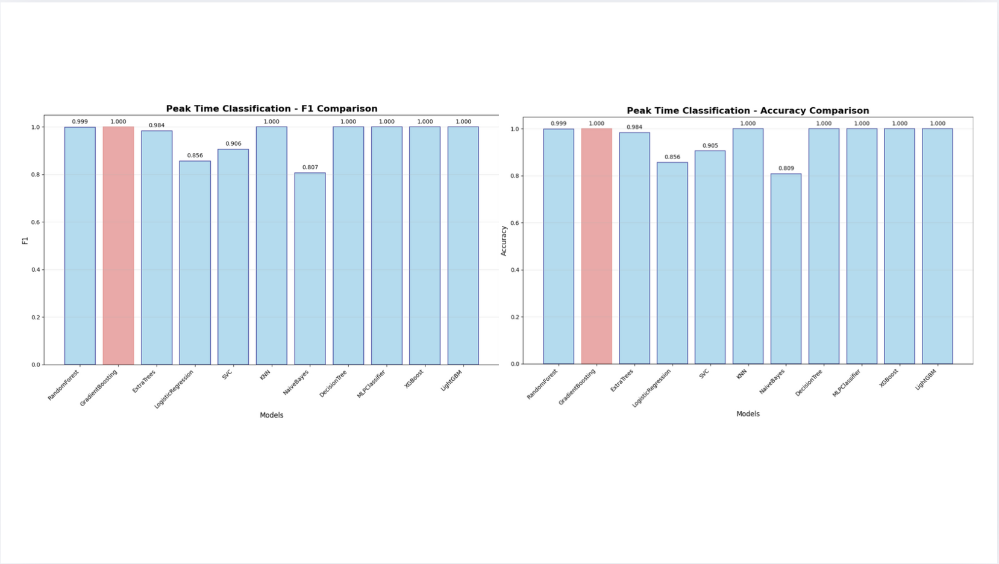 Peak Time Classification - F1 Comparison
0.999
1.000
0.984
0.856
0.906
1.000
0.807
1.000
1.000
1.000
1.000
1.0
0.8
0.6
0.4
0.2
0.0
F1
RandomForest
GradientBoosting
ExtraTrees
LogisticRegression
SVC
KNN
NaiveBayes
DecisionTree
MLPClassifier
XGBoost
LightGBM
Models
Peak Time Classification - Accuracy Comparison
0.999
1.000
0.984
0.856
0.905
1.000
0.809
1.000
1.000
1.000
1.000
1.0
0.8
0.6
0.4
0.2
0.0
Accuracy
RandomForest
GradientBoosting
ExtraTrees
LogisticRegression
SVC
KNN
NaiveBayes
DecisionTree
MLPClassifier
XGBoost
LightGBM
Models